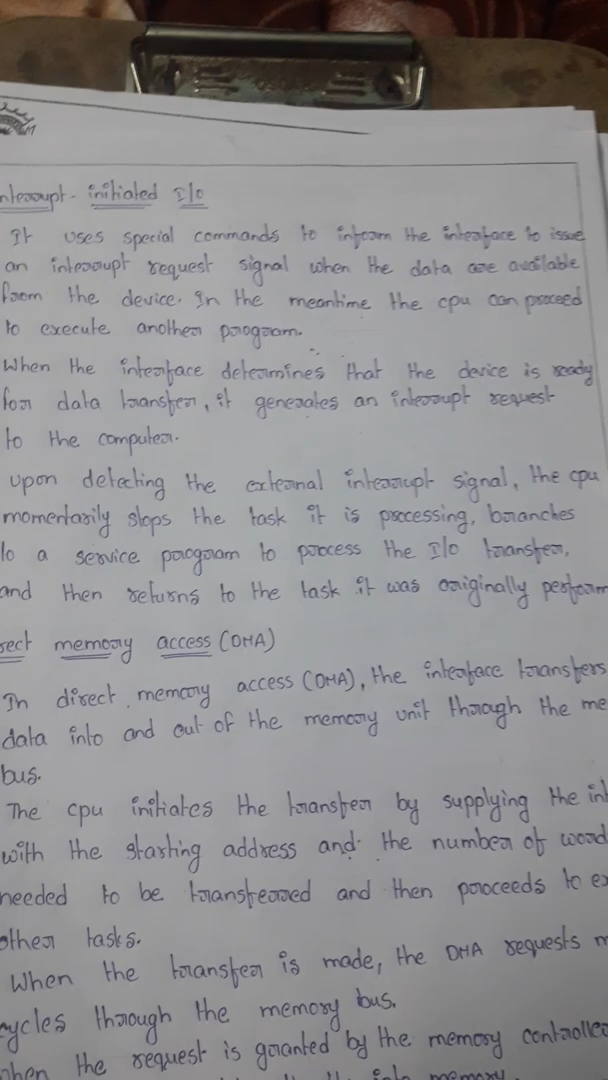 nterrupt - initiated I/o
It uses special commands to inform the interface to issue
an interrupt request signal when the data are available
from the device. In the meantime the cpu can proceed
to execute another program.
When the interface determines that the device is ready
for data transfer, it generates an interrupt request
to the computer.
upon detecting the external interrupt signal, the cpu
momentarily stops the task it is processing, branches
to a service program to process the I/o transfer,
and then returns to the task it was originally perform
rect memory access (DMA)
In direct memory access (DMA), the interface transfers
data into and out of the memory unit through the me
bus.
The cpu initiates the transfer by supplying the int
with the starting address and the number of word
needed to be transferred and then proceeds to ex
other tasks.
When the transfer is made, the DMA requests m
cycles through the memory bus.
when the request is granted by the memory controller
memory